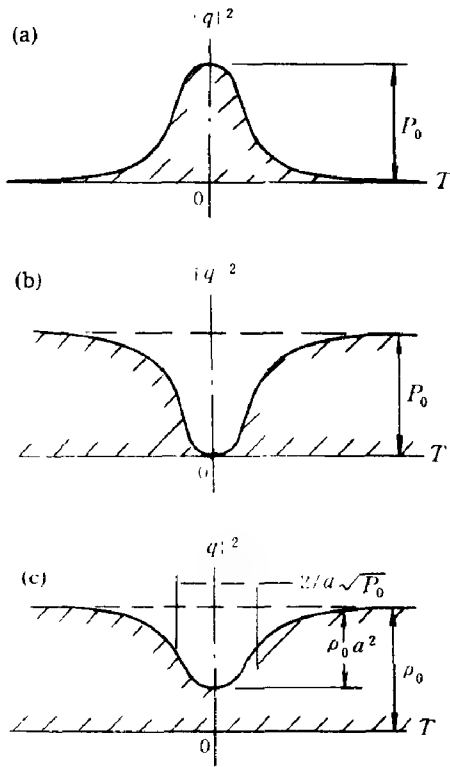 (a)
|q|²
P₀
T
0
(b)
|q|²
P₀
T
0
(c)
q|²
2/a√P₀
ρ₀a²
ρ₀
T
0